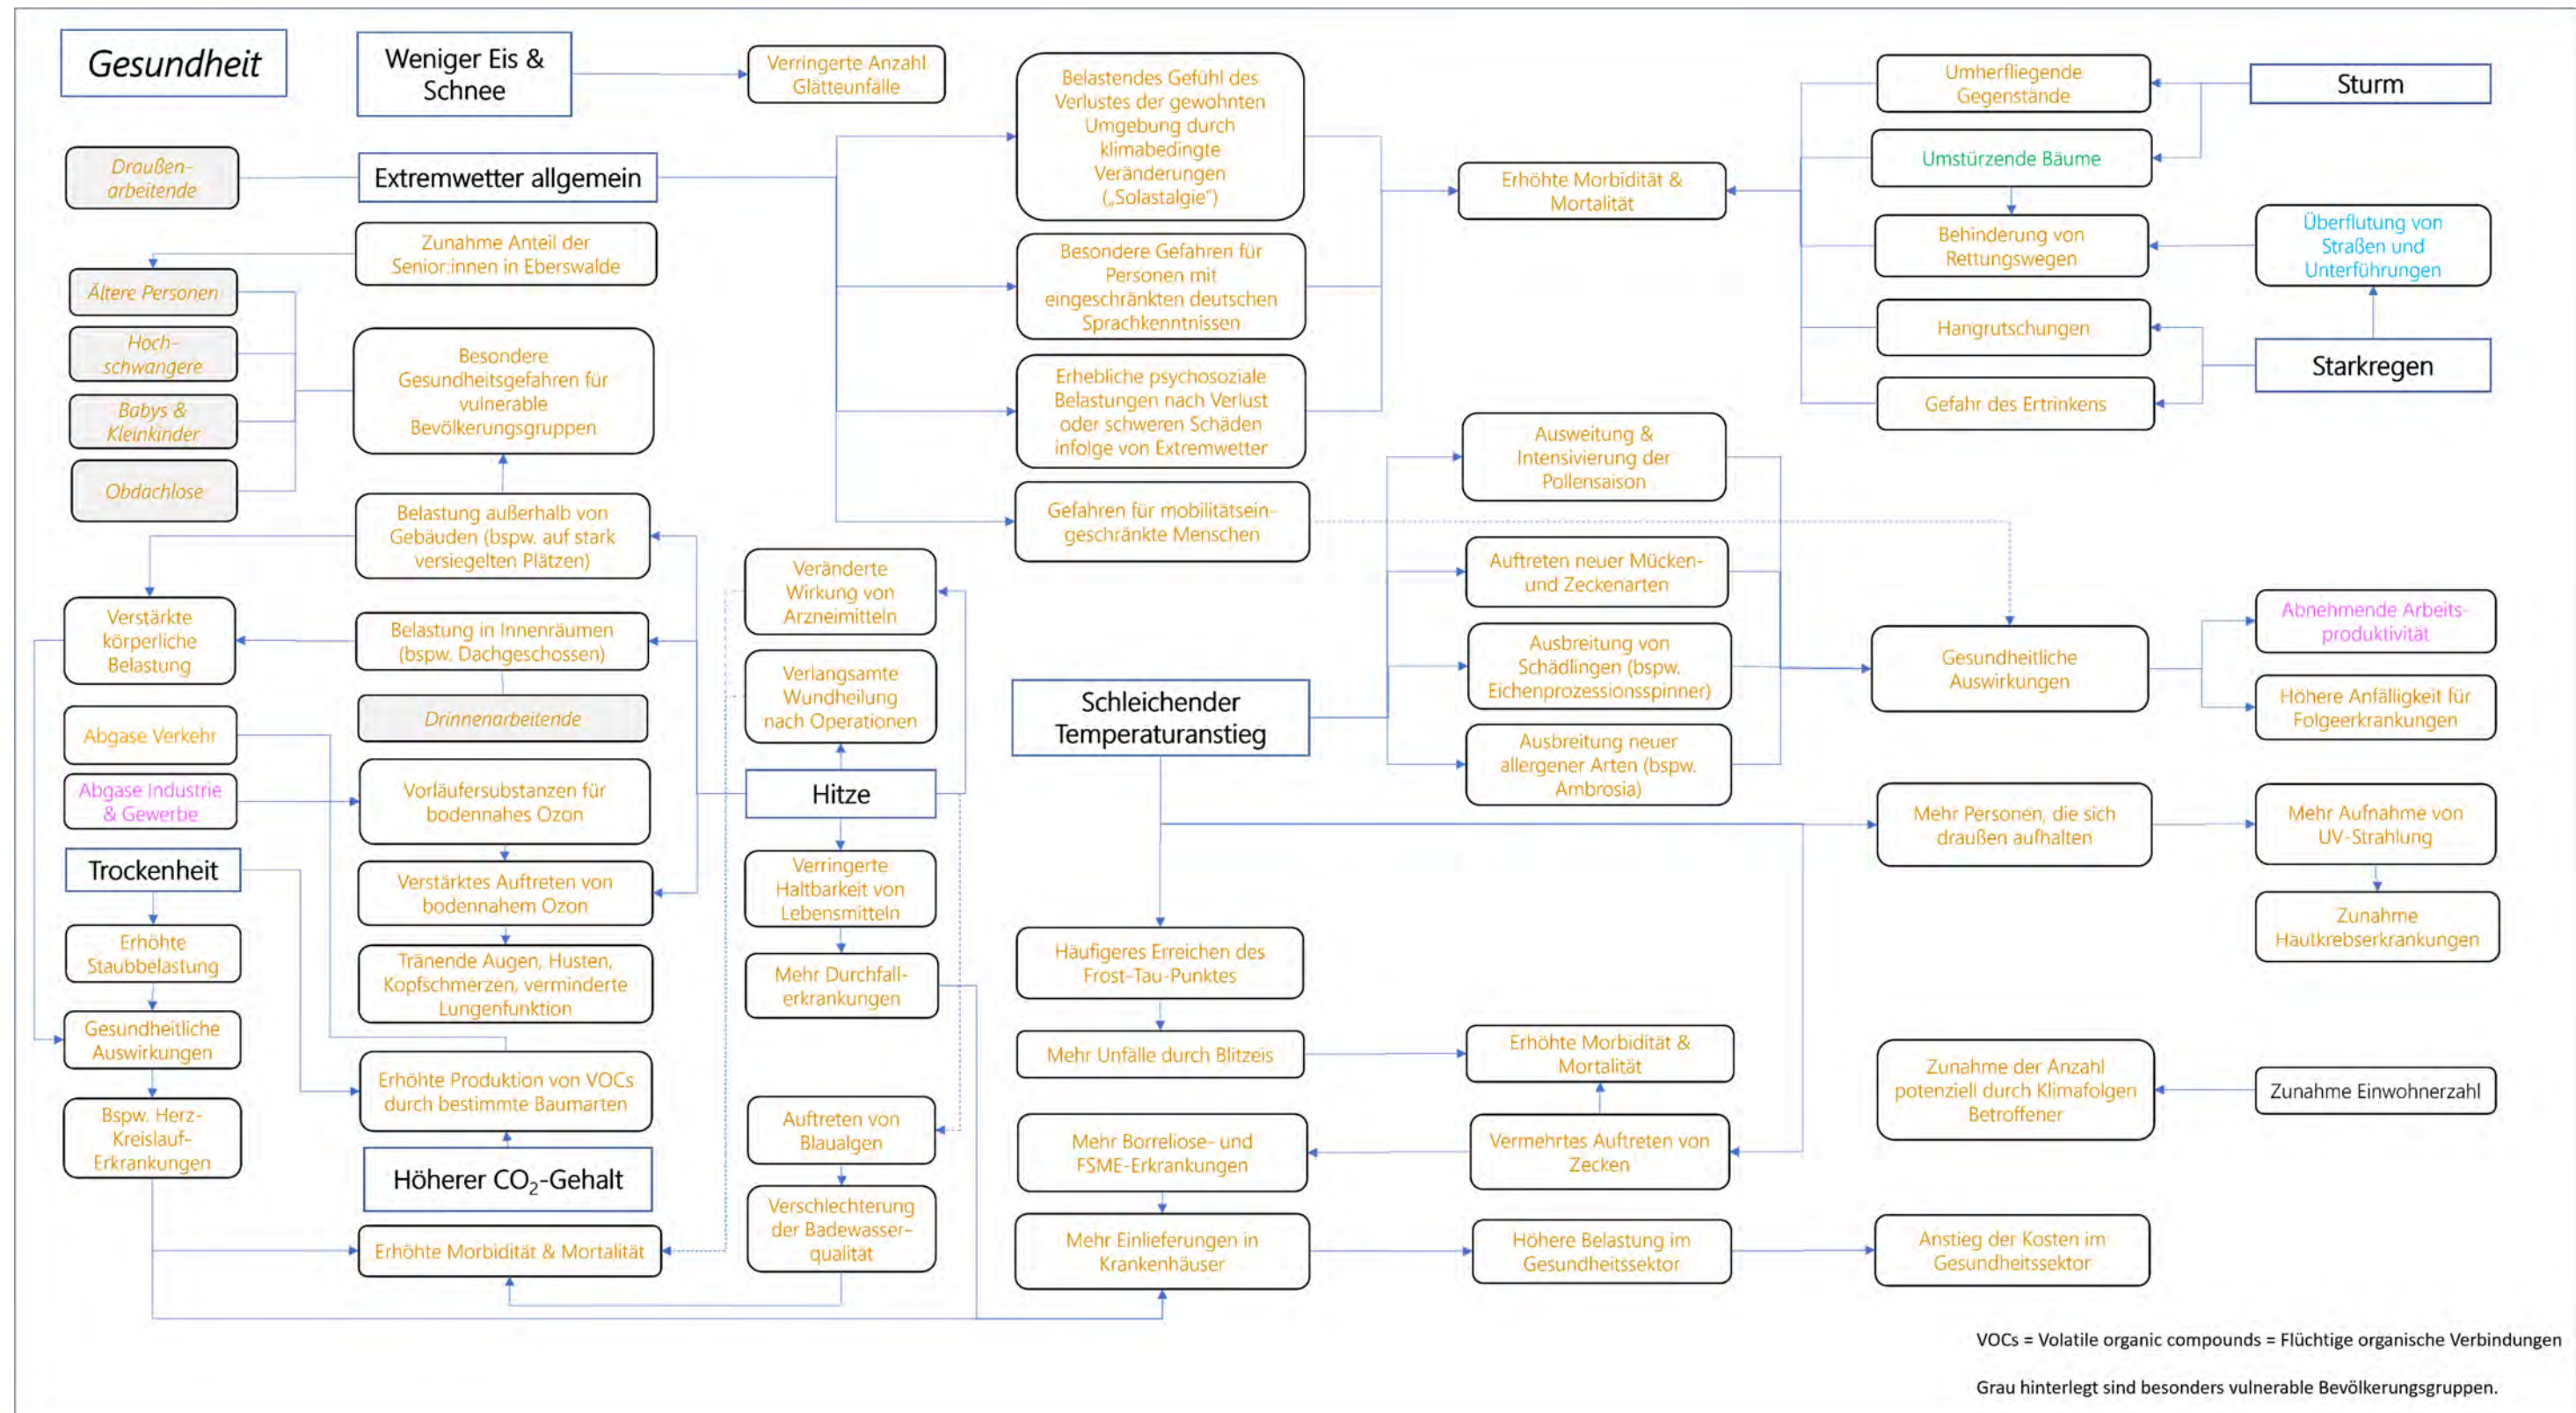 Gesundheit
Weniger Eis &
Schnee
Verringerte Anzahl
Glätteunfälle
Draußen-
arbeitende
Extremwetter allgemein
Zunahme Anteil der
Senior:innen in Eberswalde
Ältere Personen
Hoch-
schwangere
Babys &
Kleinkinder
Obdachlose
Besondere
Gesundheitsgefahren für
vulnerable
Bevölkerungsgruppen
Belastung außerhalb von
Gebäuden (bspw. auf stark
versiegelten Plätzen)
Verstärkte
körperliche
Belastung
Belastung in Innenräumen
(bspw. Dachgeschossen)
Drinnenarbeitende
Abgase Verkehr
Abgase Industrie
& Gewerbe
Vorläufersubstanzen für
bodennahes Ozon
Trockenheit
Verstärktes Auftreten von
bodennahem Ozon
Erhöhte
Staubbelastung
Tränende Augen, Husten,
Kopfschmerzen, verminderte
Lungenfunktion
Gesundheitliche
Auswirkungen
Erhöhte Produktion von VOCs
durch bestimmte Baumarten
Bspw. Herz-
Kreislauf-
Erkrankungen
Höherer CO₂-Gehalt
Erhöhte Morbidität & Mortalität
Veränderte
Wirkung von
Arzneimitteln
Verlangsamte
Wundheilung
nach Operationen
Hitze
Verringerte
Haltbarkeit von
Lebensmitteln
Mehr Durchfall-
erkrankungen
Auftreten von
Blaualgen
Verschlechterung
der Badewasser-
qualität
Belastendes Gefühl des
Verlustes der gewohnten
Umgebung durch
klimabedingte
Veränderungen
(„Solastalgie“)
Besondere Gefahren für
Personen mit
eingeschränkten deutschen
Sprachkenntnissen
Erhebliche psychosoziale
Belastungen nach Verlust
oder schweren Schäden
infolge von Extremwetter
Gefahren für mobilitätsein-
geschränkte Menschen
Erhöhte Morbidität &
Mortalität
Umherfliegende
Gegenstände
Sturm
Umstürzende Bäume
Behinderung von
Rettungswegen
Überflutung von
Straßen und
Unterführungen
Hangrutschungen
Starkregen
Gefahr des Ertrinkens
Ausweitung &
Intensivierung der
Pollensaison
Auftreten neuer Mücken-
und Zeckenarten
Ausbreitung von
Schädlingen (bspw.
Eichenprozessionsspinner)
Schleichender
Temperaturanstieg
Ausbreitung neuer
allergener Arten (bspw.
Ambrosia)
Gesundheitliche
Auswirkungen
Abnehmende Arbeits-
produktivität
Höhere Anfälligkeit für
Folgeerkrankungen
Mehr Personen, die sich
draußen aufhalten
Mehr Aufnahme von
UV-Strahlung
Zunahme
Hautkrebserkrankungen
Häufigeres Erreichen des
Frost-Tau-Punktes
Mehr Unfälle durch Blitzeis
Erhöhte Morbidität &
Mortalität
Mehr Borreliose- und
FSME-Erkrankungen
Vermehrtes Auftreten von
Zecken
Zunahme der Anzahl
potenziell durch Klimafolgen
Betroffener
Zunahme Einwohnerzahl
Mehr Einlieferungen in
Krankenhäuser
Höhere Belastung im
Gesundheitssektor
Anstieg der Kosten im
Gesundheitssektor
VOCs = Volatile organic compounds = Flüchtige organische Verbindungen
Grau hinterlegt sind besonders vulnerable Bevölkerungsgruppen.